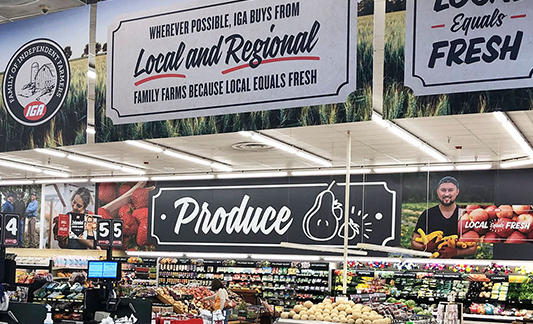 FAMILY OF INDEPENDENT FARMERS
IGA
WHEREVER POSSIBLE, IGA BUYS FROM
Local and Regional
FAMILY FARMS BECAUSE LOCAL EQUALS FRESH
LOCAL
Equals
FRESH
Produce
LOCAL Equals FRESH
4
5
5